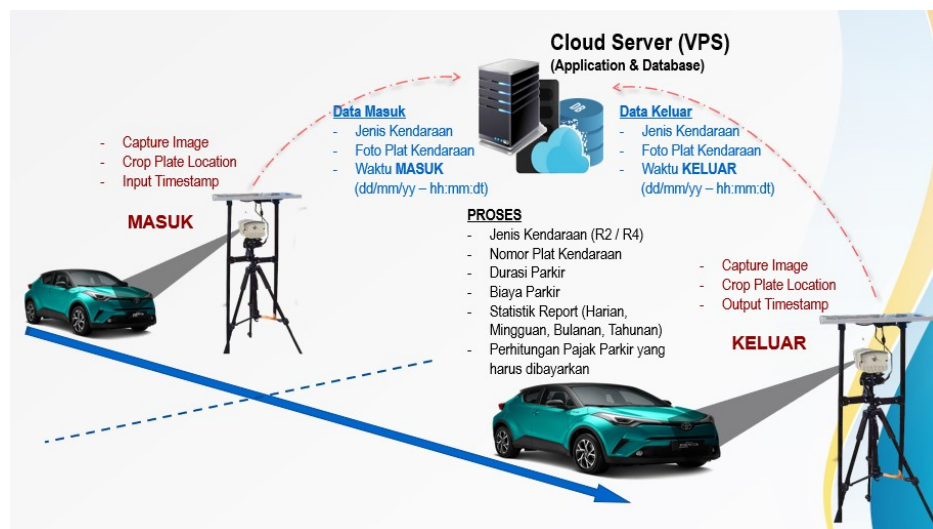 Cloud Server (VPS)
(Application & Database)
Data Masuk
- Jenis Kendaraan
- Foto Plat Kendaraan
- Waktu MASUK
(dd/mm/yy – hh:mm:dt)
Data Keluar
- Jenis Kendaraan
- Foto Plat Kendaraan
- Waktu KELUAR
(dd/mm/yy – hh:mm:dt)
- Capture Image
- Crop Plate Location
- Input Timestamp
MASUK
PROSES
- Jenis Kendaraan (R2 / R4)
- Nomor Plat Kendaraan
- Durasi Parkir
- Biaya Parkir
- Statistik Report (Harian,
Mingguan, Bulanan, Tahunan)
- Perhitungan Pajak Parkir yang
harus dibayarkan
- Capture Image
- Crop Plate Location
- Output Timestamp
KELUAR